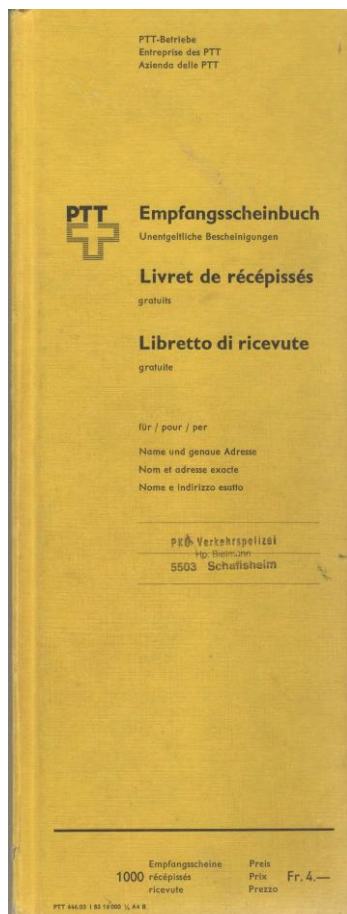 PTT-Betriebe
Entreprise des PTT
Azienda delle PTT
PTT
Empfangsscheinbuch
Unentgeltliche Bescheinigungen
Livret de récépissés
gratuits
Libretto di ricevute
gratuite
für / pour / per
Name und genaue Adresse
Nom et adresse exacte
Nome e indirizzo esatto
Verkehrspolizei
Hp.
5503 Schafisheim
Empfangsscheine Preis
1000 récépissés Prix Fr. 4.—
ricevute Prezzo
PTT